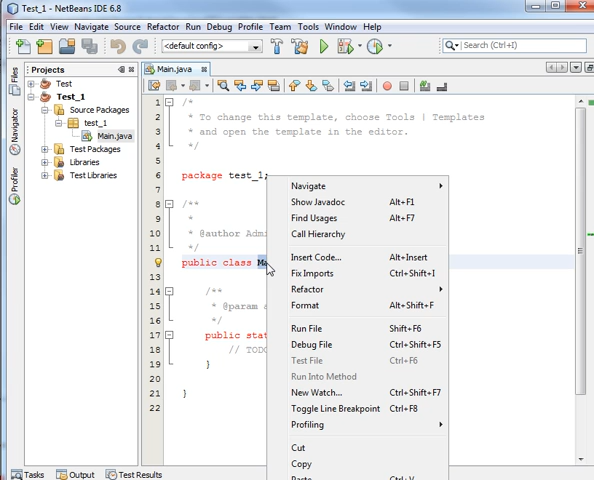 Test_1 - NetBeans IDE 6.8
File Edit View Navigate Source Refactor Run Debug Profile Team Tools Window Help
<default config>
Search (Ctrl+I)
Files
Navigator
Profiler
Projects
Test
Test_1
Source Packages
test_1
Main.java
Test Packages
Libraries
Test Libraries
Main.java
1 /*
2 * To change this template, choose Tools | Templates
3 * and open the template in the editor.
4 */
5
6 package test_1;
7
8 /**
9 *
10 * @author Adm
11 */
public class Ma
13
14 /**
15 * @param a
16 */
17 public stat
18 // TODO
19 }
20
21 }
22
Navigate
Show Javadoc Alt+F1
Find Usages Alt+F7
Call Hierarchy
Insert Code... Alt+Insert
Fix Imports Ctrl+Shift+I
Refactor
Format Alt+Shift+F
Run File Shift+F6
Debug File Ctrl+Shift+F5
Test File Ctrl+F6
Run Into Method
New Watch... Ctrl+Shift+F7
Toggle Line Breakpoint Ctrl+F8
Profiling
Cut
Copy
Paste Ctrl+V
Tasks Output Test Results